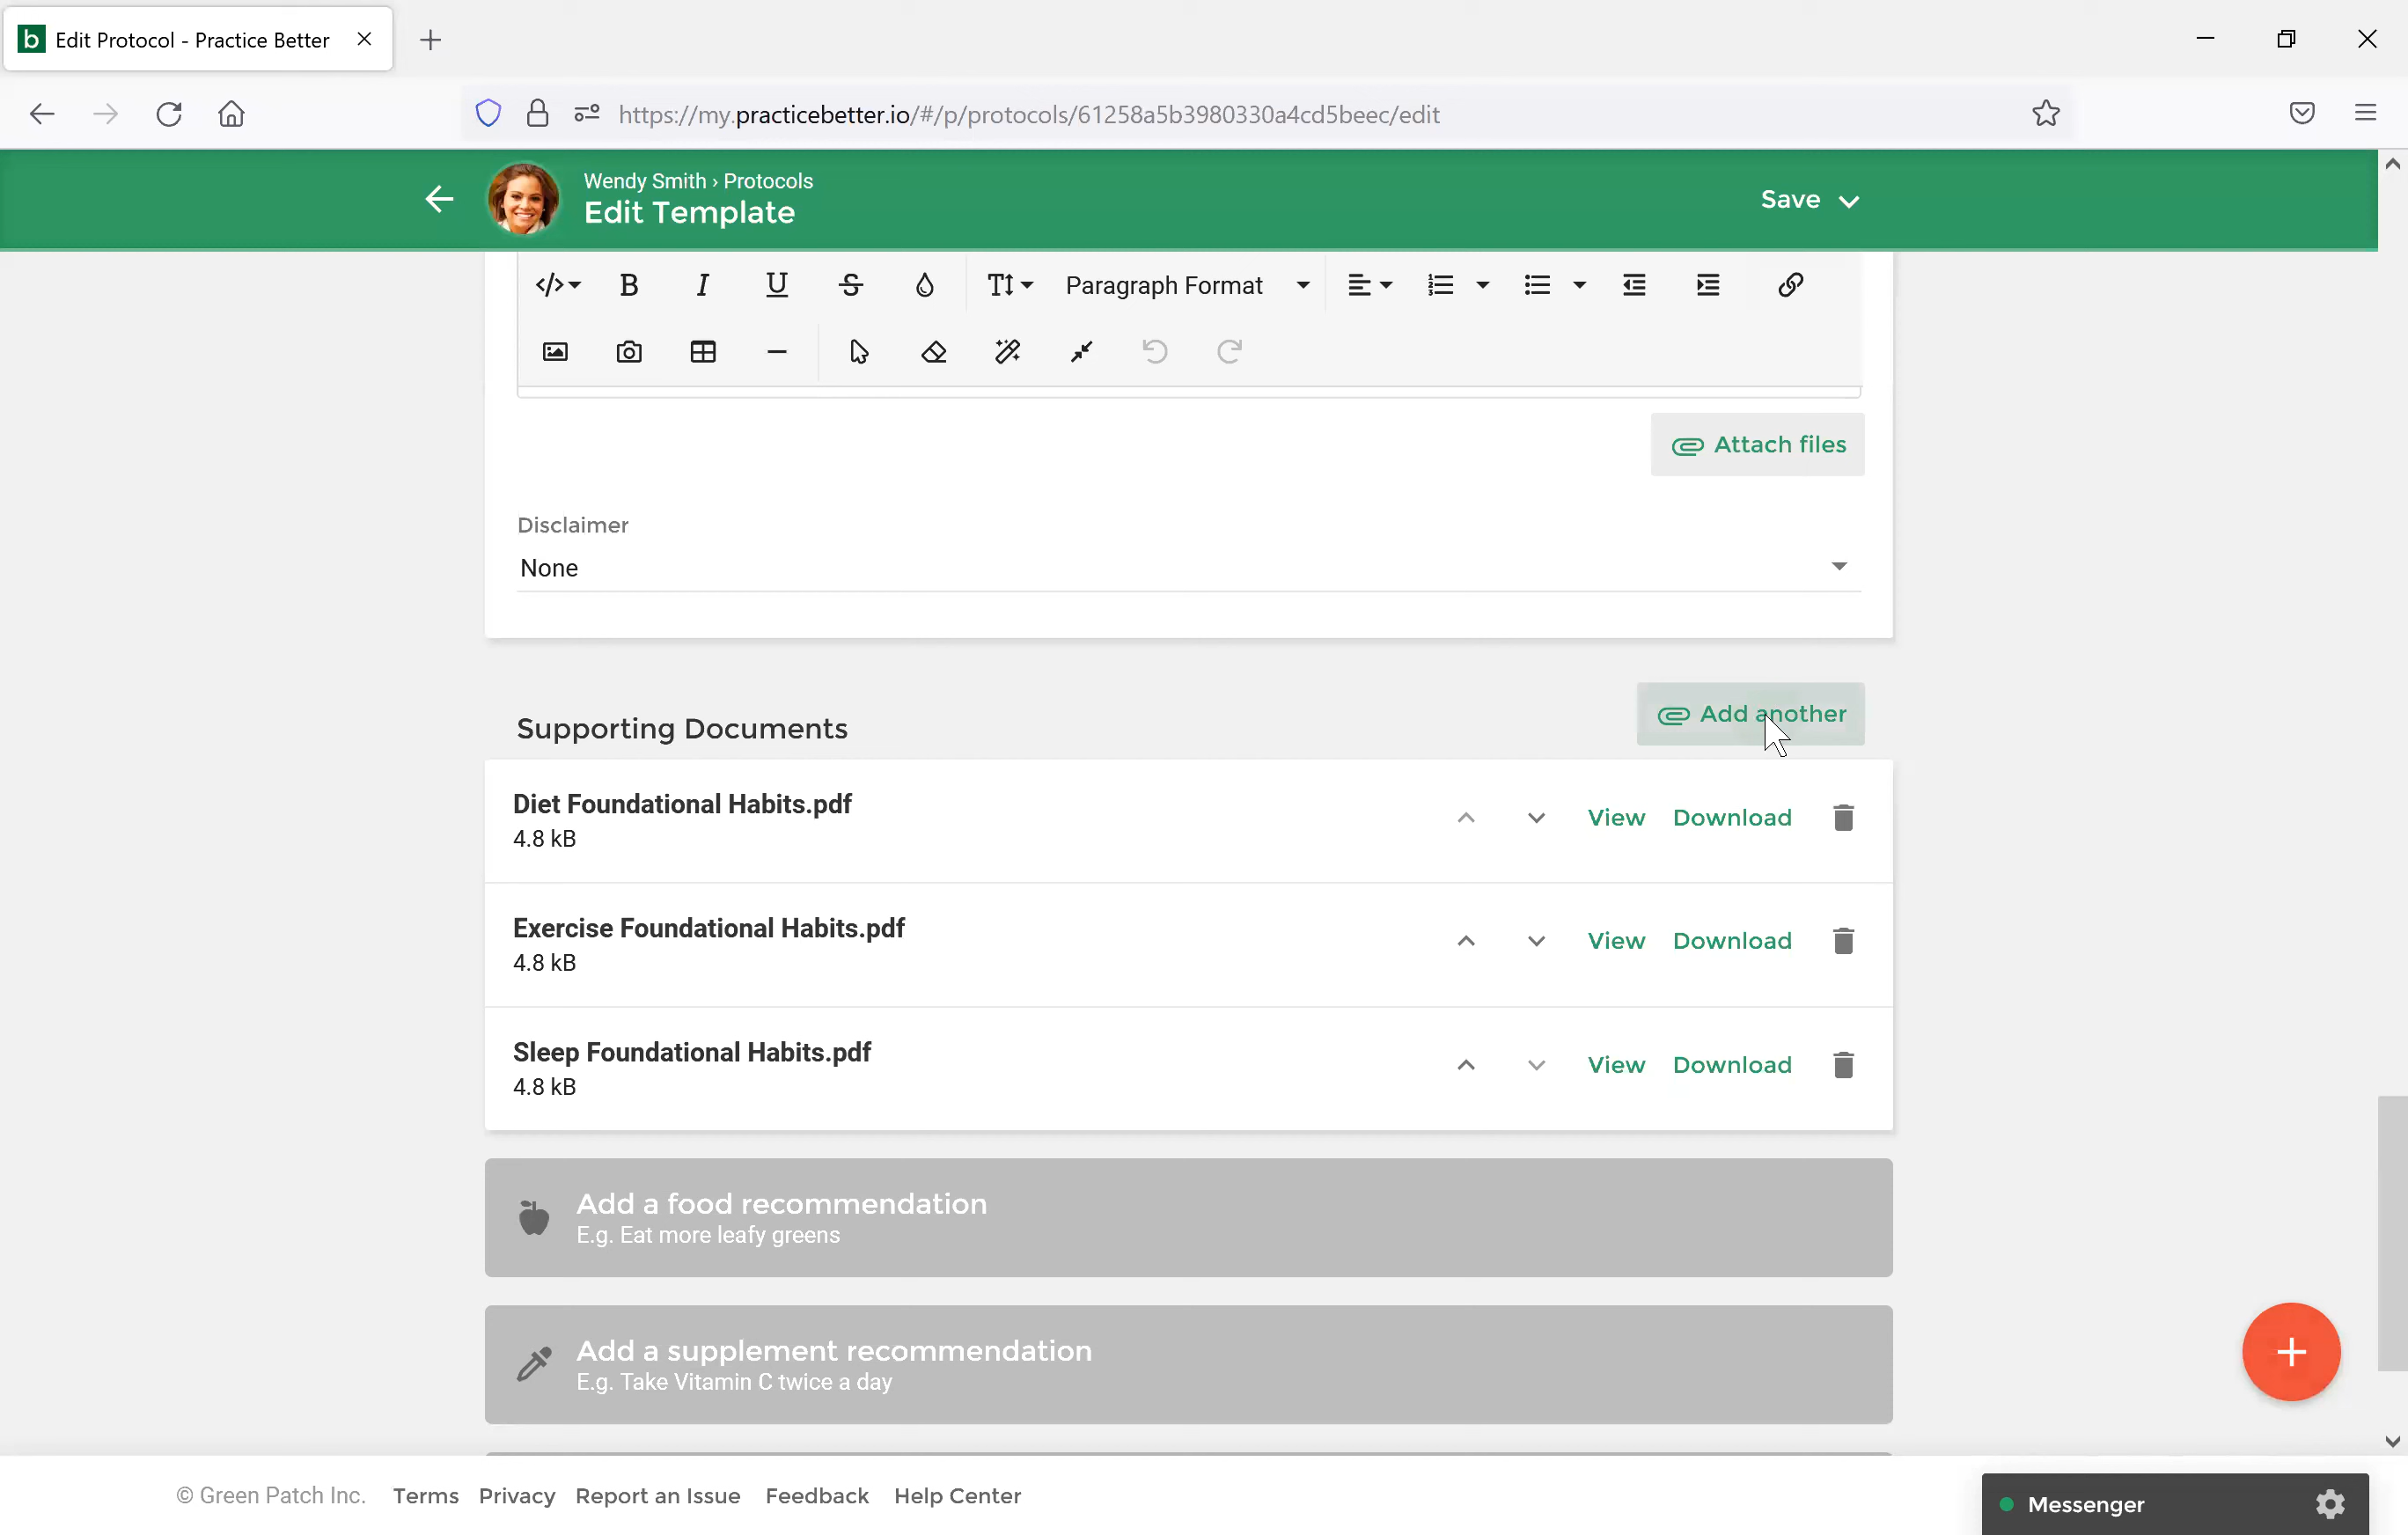 Edit Protocol - Practice Better
https://my.practicebetter.io/#/p/protocols/61258a5b3980330a4cd5beec/edit
Wendy Smith › Protocols
Edit Template
Save
Paragraph Format
Attach files
Disclaimer
None
Supporting Documents
Add another
Diet Foundational Habits.pdf
4.8 kB
View Download
Exercise Foundational Habits.pdf
4.8 kB
View Download
Sleep Foundational Habits.pdf
4.8 kB
View Download
Add a food recommendation
E.g. Eat more leafy greens
Add a supplement recommendation
E.g. Take Vitamin C twice a day
© Green Patch Inc. Terms Privacy Report an Issue Feedback Help Center
Messenger